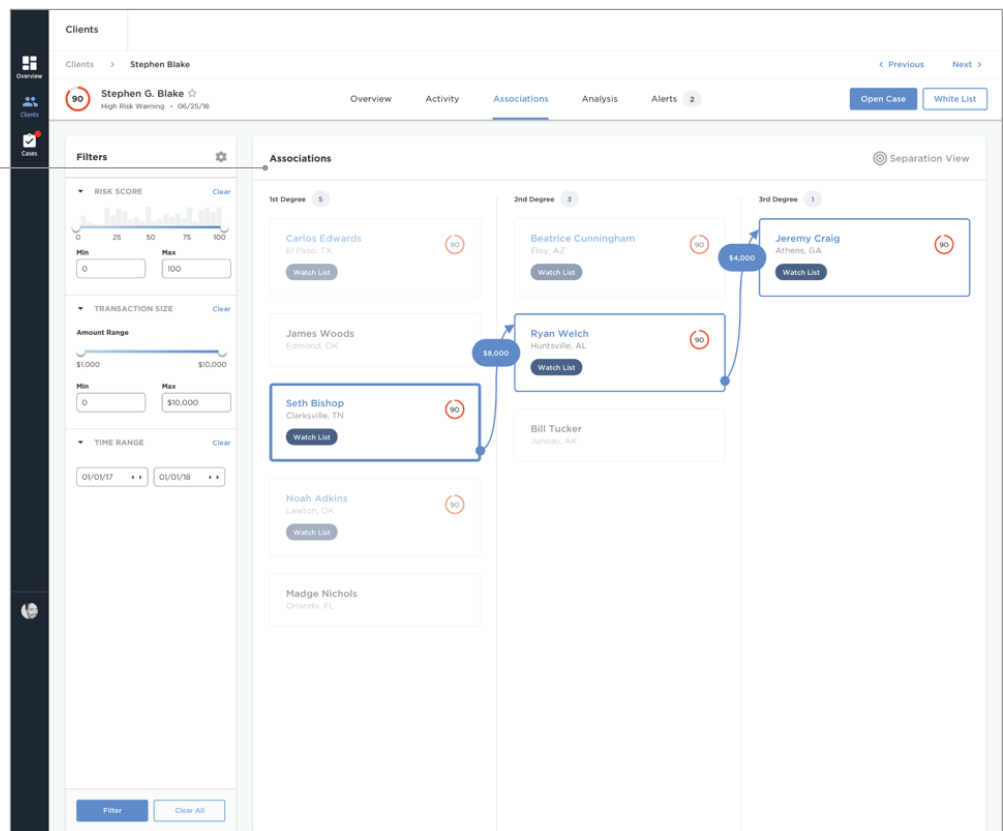 Clients
Overview
Clients
Cases
Clients > Stephen Blake
< Previous Next >
90
Stephen G. Blake
High Risk Warning • 06/25/18
Overview Activity Associations Analysis Alerts 2
Open Case White List
Filters
RISK SCORE Clear
0 25 50 75 100
Min Max
0 100
TRANSACTION SIZE Clear
Amount Range
$1,000 $10,000
Min Max
0 $10,000
TIME RANGE Clear
01/01/17 01/01/18
Filter Clear All
Associations
Separation View
1st Degree 5
Carlos Edwards
El Paso, TX
90
Watch List
James Woods
Edmond, OK
Seth Bishop
Clarksville, TN
90
Watch List
Noah Adkins
Lawton, OK
90
Watch List
Madge Nichols
Orlando, FL
$8,000
2nd Degree 3
Beatrice Cunningham
Eloy, AZ
90
Watch List
Ryan Welch
Huntsville, AL
90
Watch List
Bill Tucker
Juneau, AK
$4,000
3rd Degree 1
Jeremy Craig
Athens, GA
90
Watch List